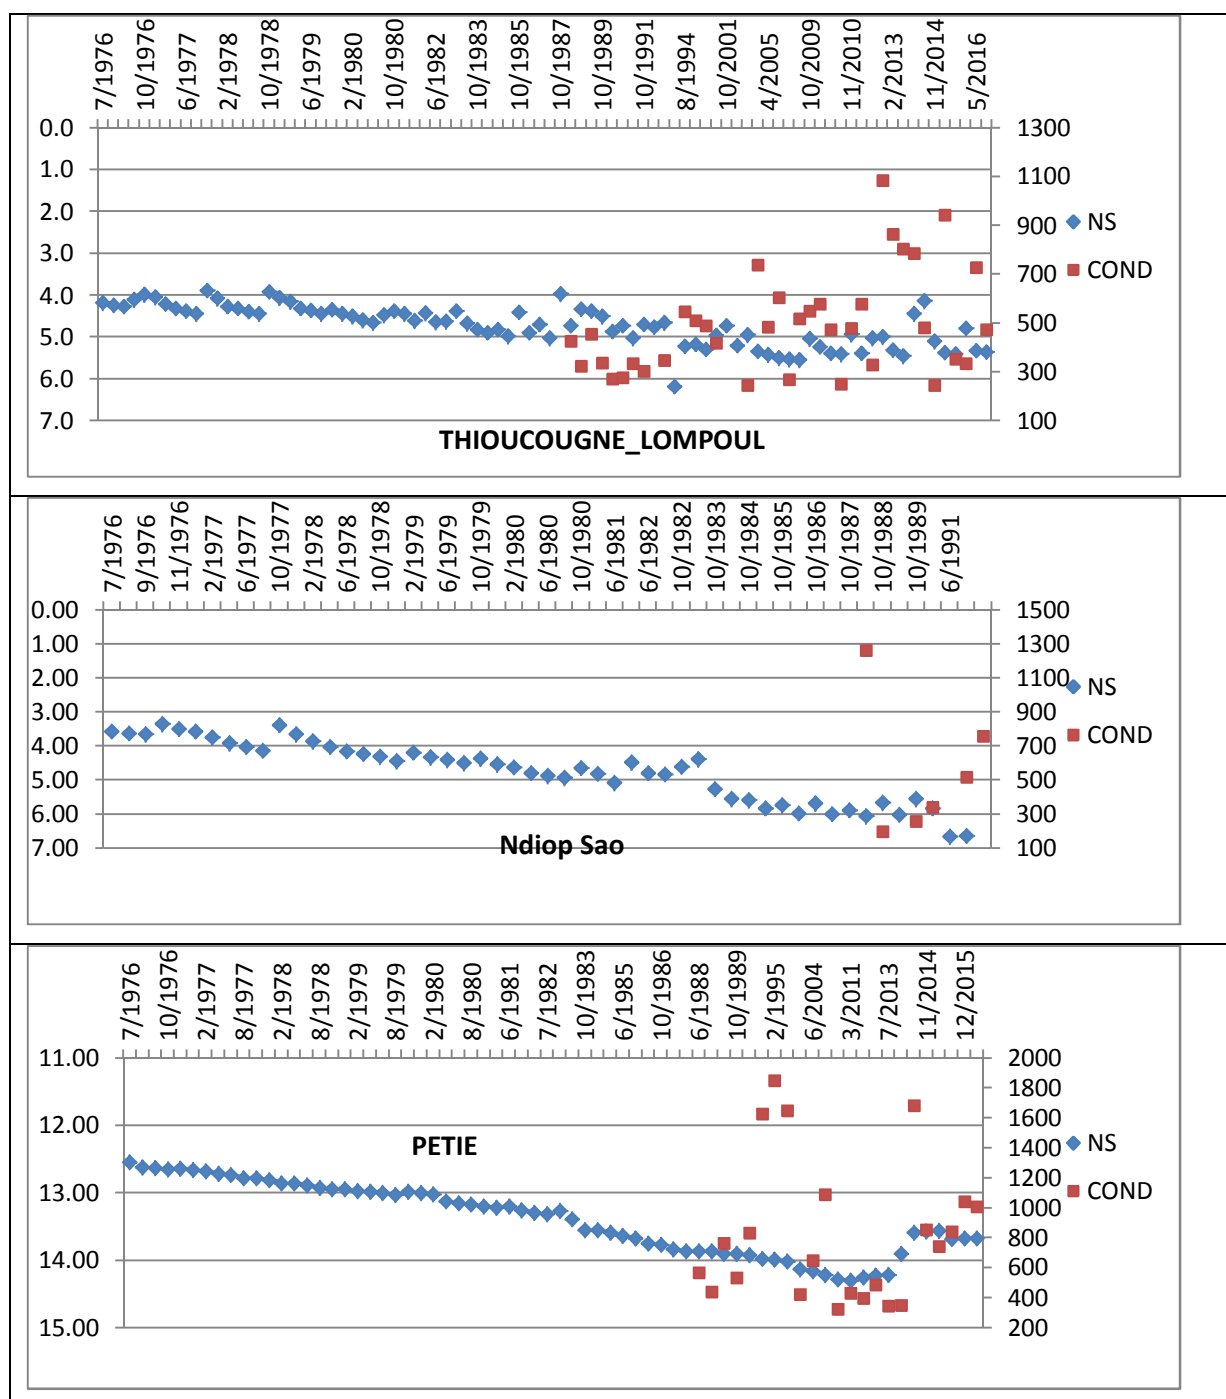 7/1976 10/1976 6/1977 2/1978 10/1978 6/1979 2/1980 10/1980 6/1982 10/1983 10/1985 10/1987 10/1989 10/1991 8/1994 10/2001 4/2005 10/2009 11/2010 2/2013 11/2014 5/2016
0.0 1300
1.0 1100
2.0 900
NS
3.0 700
COND
4.0 500
5.0 300
6.0 100
7.0
THIOUCOUGNE_LOMPOUL
7/1976 9/1976 11/1976 2/1977 6/1977 10/1977 2/1978 6/1978 10/1978 2/1979 6/1979 10/1979 2/1980 6/1980 10/1980 6/1981 6/1982 10/1982 10/1983 10/1984 10/1985 10/1986 10/1987 10/1988 10/1989 6/1991
0.00 1500
1.00 1300
2.00 1100
NS
3.00 900
COND
4.00 700
5.00 500
6.00 300
7.00 100
Ndiop Sao
7/1976 10/1976 2/1977 8/1977 2/1978 8/1978 2/1979 8/1979 2/1980 8/1980 6/1981 7/1982 10/1983 6/1985 10/1986 6/1988 10/1989 2/1995 6/2004 3/2011 7/2013 11/2014 12/2015
11.00 2000
1800
12.00 1600
PETIE
1400 NS
13.00 1200
1000 COND
14.00 800
600
400
15.00 200